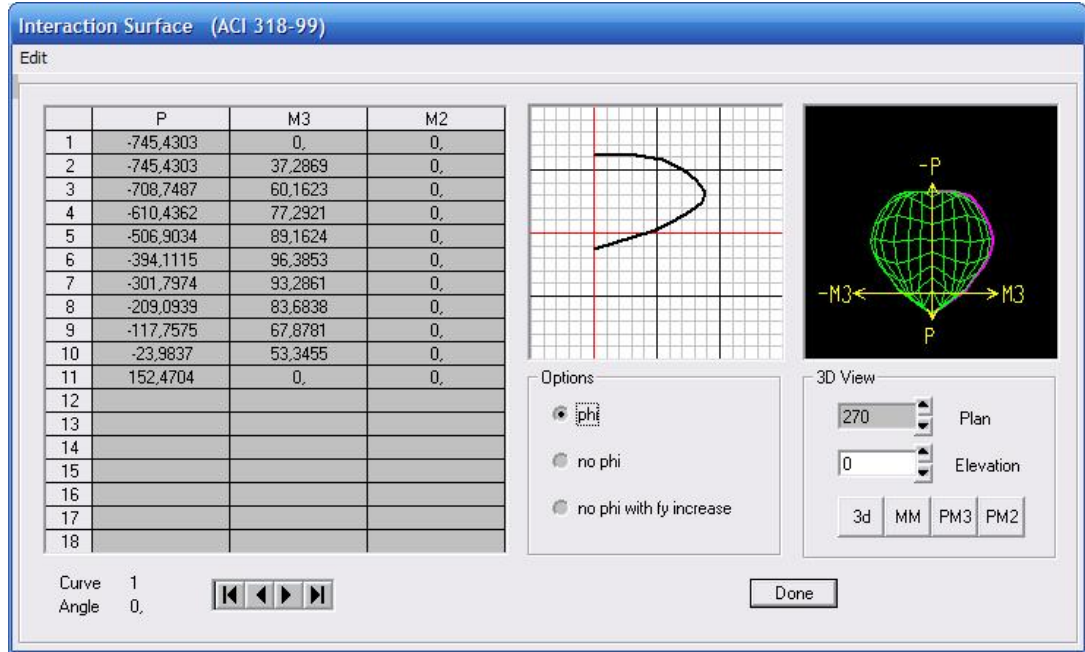 Interaction Surface (ACI 318-99)
Edit
P M3 M2
1 -745,4303 0, 0,
2 -745,4303 37,2869 0,
3 -708,7487 60,1623 0,
4 -610,4362 77,2921 0,
5 -506,9034 89,1624 0,
6 -394,1115 96,3853 0,
7 -301,7974 93,2861 0,
8 -209,0939 83,6838 0,
9 -117,7575 67,8781 0,
10 -23,9837 53,3455 0,
11 152,4704 0, 0,
12
13
14
15
16
17
18
Curve 1
Angle 0,
-P
-M3 M3
P
Options
phi
no phi
no phi with fy increase
3D View
270 Plan
0 Elevation
3d MM PM3 PM2
Done